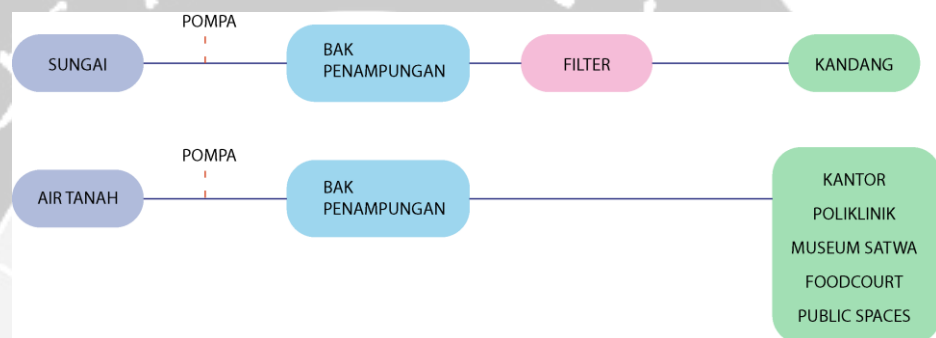 POMPA
SUNGAI
BAK
PENAMPUNGAN
FILTER
KANDANG
POMPA
AIR TANAH
BAK
PENAMPUNGAN
KANTOR
POLIKLINIK
MUSEUM SATWA
FOODCOURT
PUBLIC SPACES